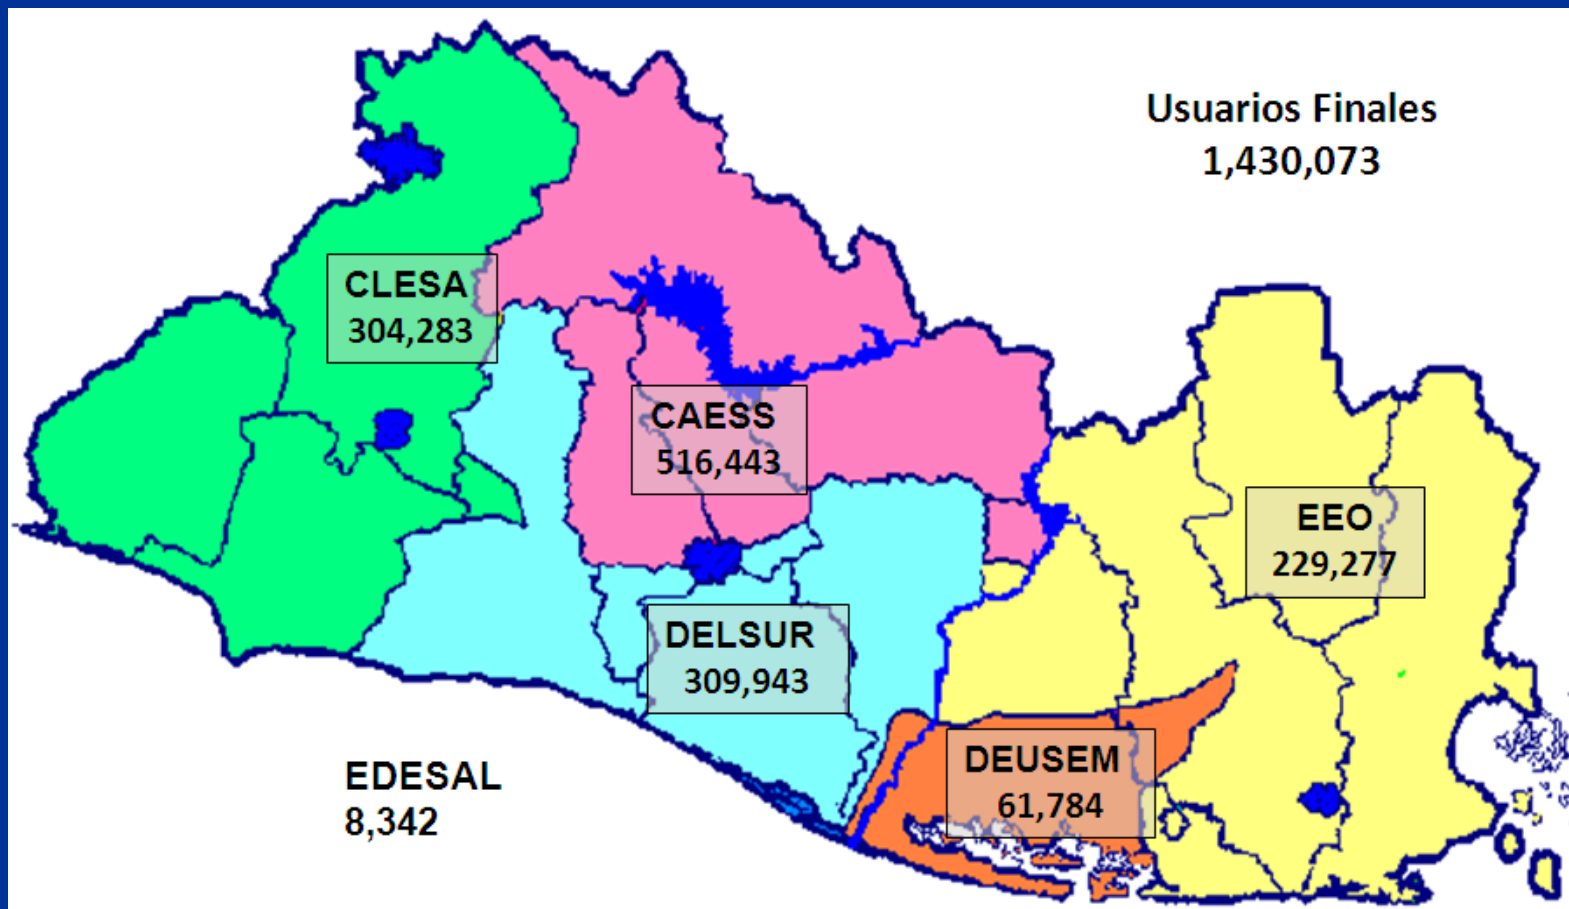 Usuarios Finales
1,430,073
CLESA
304,283
CAESS
516,443
EEO
229,277
DELSUR
309,943
DEUSEM
61,784
EDESAL
8,342